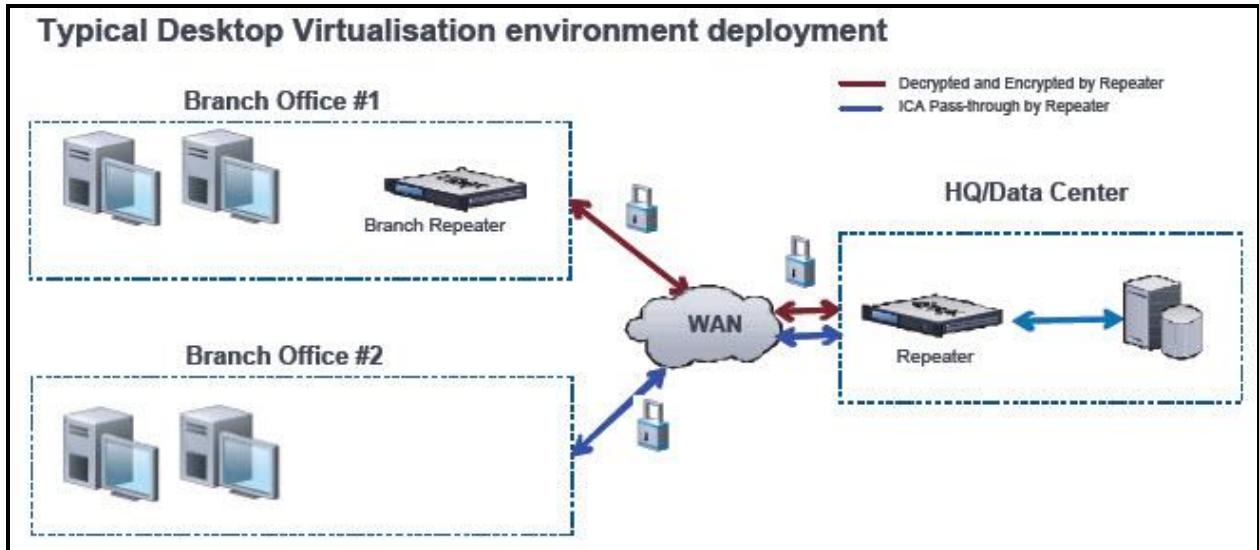 Typical Desktop Virtualisation environment deployment
Decrypted and Encrypted by Repeater
ICA Pass-through by Repeater
Branch Office #1
Branch Repeater
HQ/Data Center
WAN
Repeater
Branch Office #2